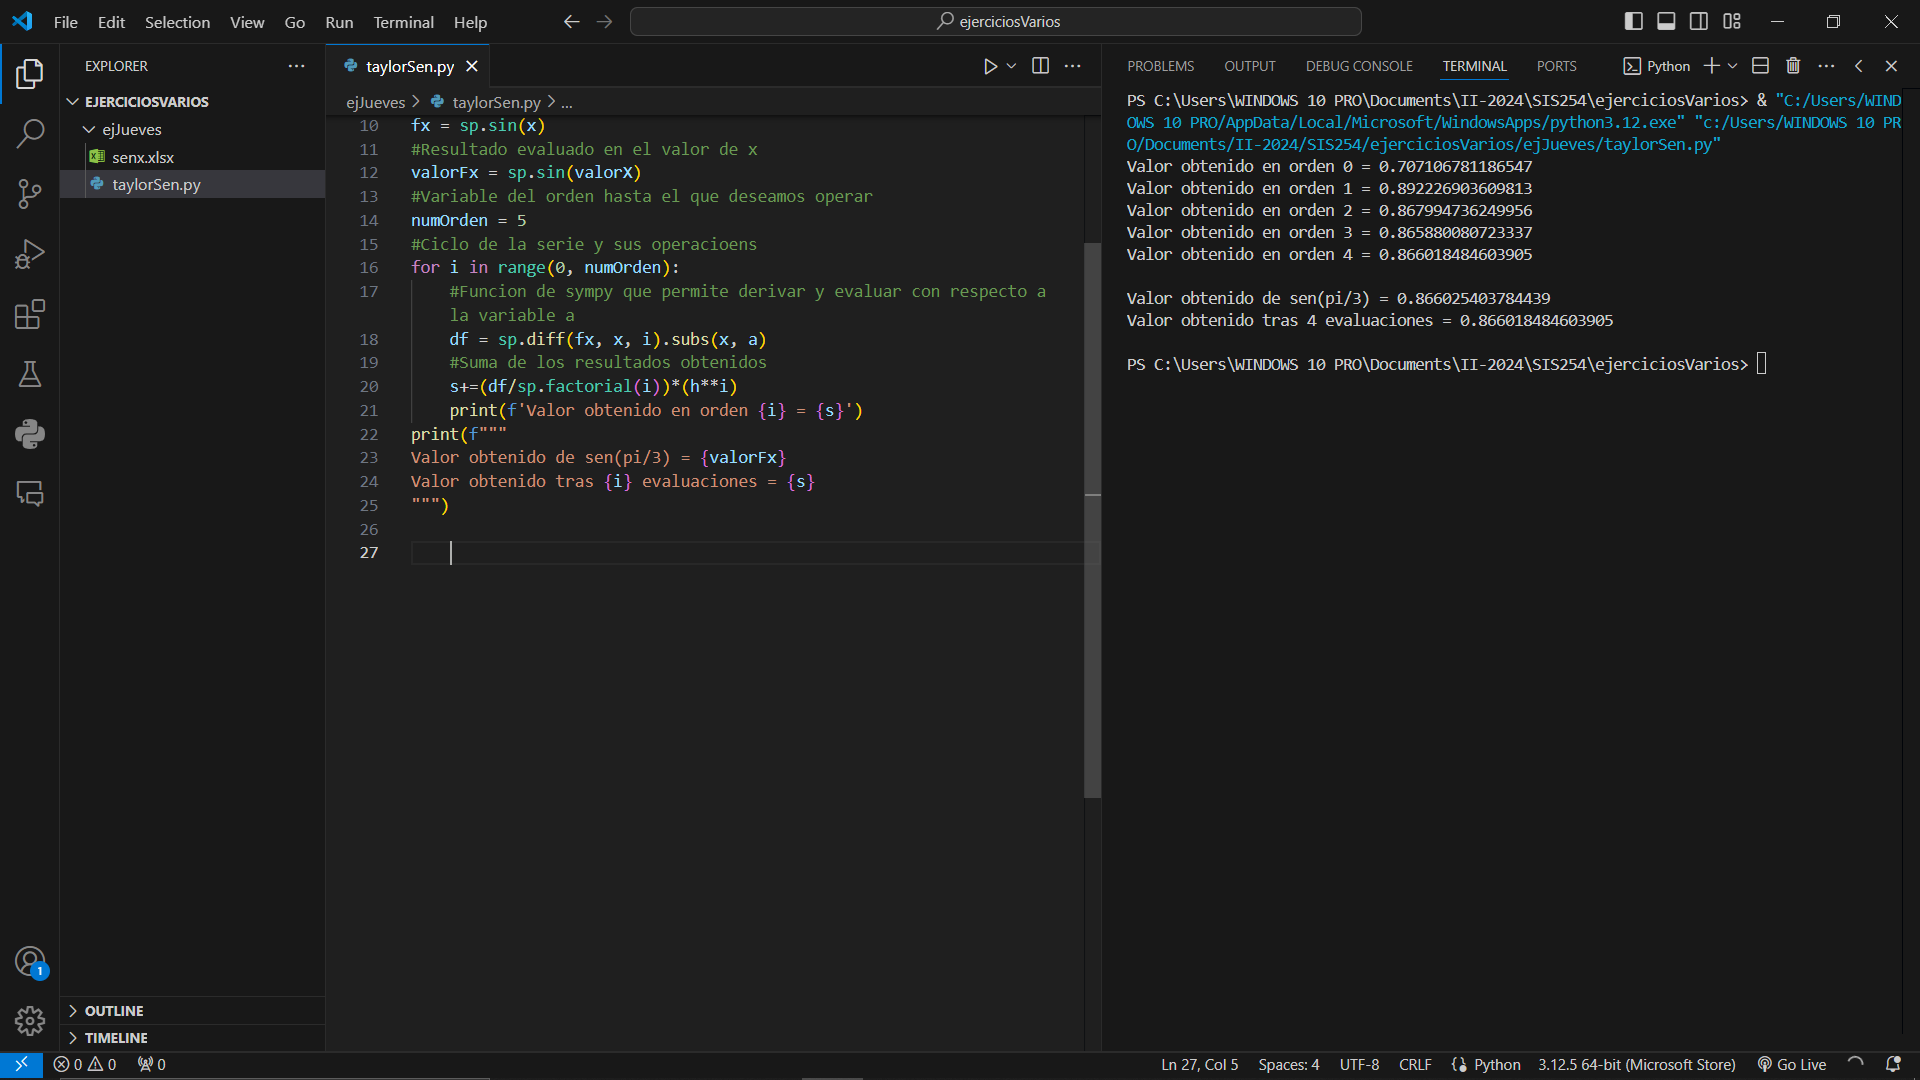 File Edit Selection View Go Run Terminal Help
ejerciciosVarios
EXPLORER
EJERCICIOSVARIOS
ejJueves
senx.xlsx
taylorSen.py
OUTLINE
TIMELINE
taylorSen.py
ejJueves > taylorSen.py > ...
10 fx = sp.sin(x)
11 #Resultado evaluado en el valor de x
12 valorFx = sp.sin(valorX)
13 #Variable del orden hasta el que deseamos operar
14 numOrden = 5
15 #Ciclo de la serie y sus operacioens
16 for i in range(0, numOrden):
17 #Funcion de sympy que permite derivar y evaluar con respecto a
la variable a
18 df = sp.diff(fx, x, i).subs(x, a)
19 #Suma de los resultados obtenidos
20 s+=(df/sp.factorial(i))*(h**i)
21 print(f'Valor obtenido en orden {i} = {s}')
22 print(f"""
23 Valor obtenido de sen(pi/3) = {valorFx}
24 Valor obtenido tras {i} evaluaciones = {s}
25 """)
26
27
PROBLEMS OUTPUT DEBUG CONSOLE TERMINAL PORTS Python
PS C:\Users\WINDOWS 10 PRO\Documents\II-2024\SIS254\ejerciciosVarios> & "C:/Users/WIND
OWS 10 PRO/AppData/Local/Microsoft/WindowsApps/python3.12.exe" "c:/Users/WINDOWS 10 PR
O/Documents/II-2024/SIS254/ejerciciosVarios/ejJueves/taylorSen.py"
Valor obtenido en orden 0 = 0.707106781186547
Valor obtenido en orden 1 = 0.892226903609813
Valor obtenido en orden 2 = 0.867994736249956
Valor obtenido en orden 3 = 0.865880080723337
Valor obtenido en orden 4 = 0.866018484603905
Valor obtenido de sen(pi/3) = 0.866025403784439
Valor obtenido tras 4 evaluaciones = 0.866018484603905
PS C:\Users\WINDOWS 10 PRO\Documents\II-2024\SIS254\ejerciciosVarios>
1
0 0 0 Ln 27, Col 5 Spaces: 4 UTF-8 CRLF Python 3.12.5 64-bit (Microsoft Store) Go Live